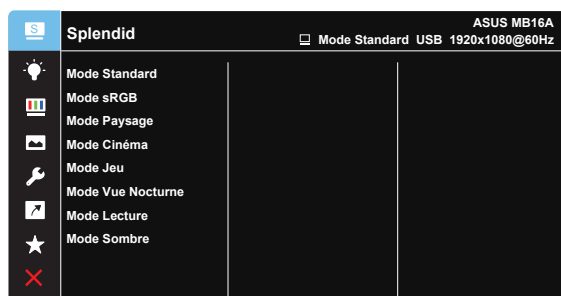 S
Splendid
ASUS MB16A
Mode Standard USB 1920x1080@60Hz
Mode Standard
Mode sRGB
Mode Paysage
Mode Cinéma
Mode Jeu
Mode Vue Nocturne
Mode Lecture
Mode Sombre